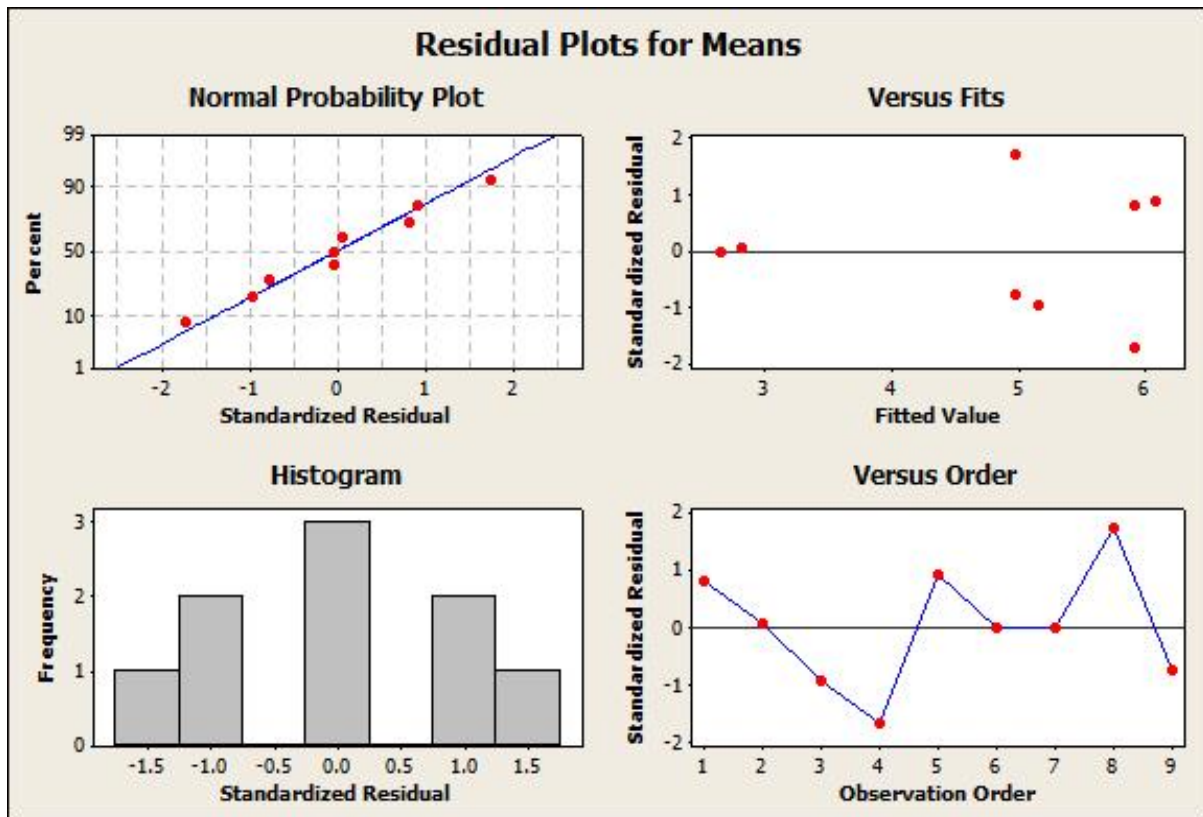 Residual Plots for Means
Normal Probability Plot
99
90
50
10
1
Percent
-2 -1 0 1 2
Standardized Residual
Versus Fits
2
1
0
-1
-2
Standardized Residual
3 4 5 6
Fitted Value
Histogram
3
2
1
0
Frequency
-1.5 -1.0 -0.5 0.0 0.5 1.0 1.5
Standardized Residual
Versus Order
2
1
0
-1
-2
Standardized Residual
1 2 3 4 5 6 7 8 9
Observation Order